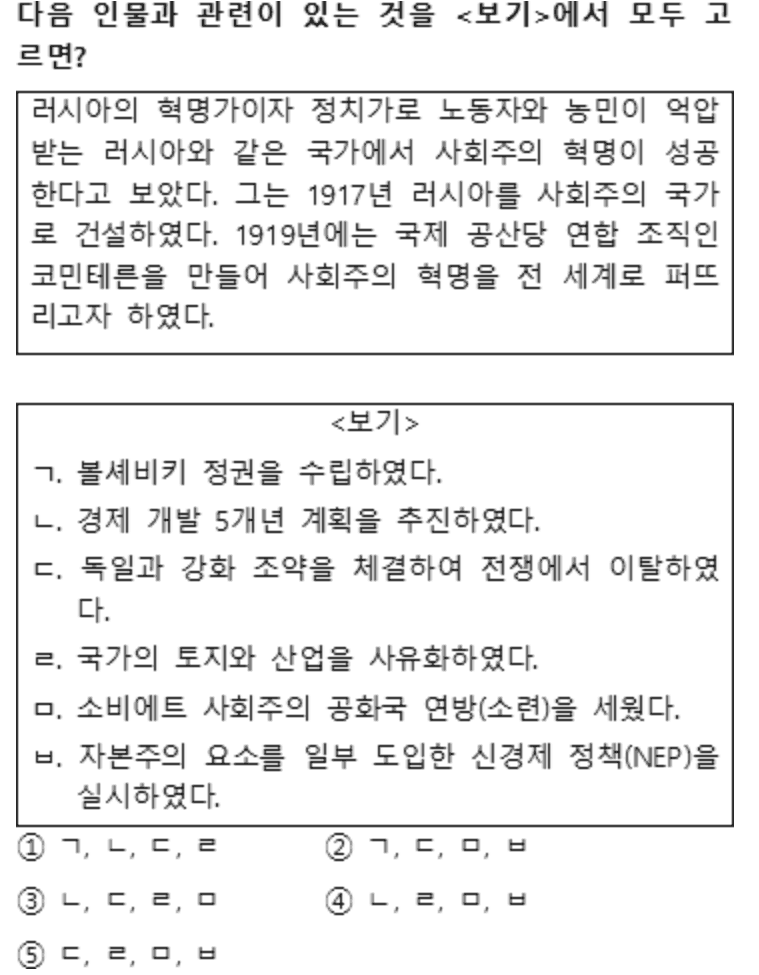 다음 인물과 관련이 있는 것을 <보기>에서 모두 고
르면?
러시아의 혁명가이자 정치가로 노동자와 농민이 억압
받는 러시아와 같은 국가에서 사회주의 혁명이 성공
한다고 보았다. 그는 1917년 러시아를 사회주의 국가
로 건설하였다. 1919년에는 국제 공산당 연합 조직인
코민테른을 만들어 사회주의 혁명을 전 세계로 퍼뜨
리고자 하였다.
<보기>
ㄱ. 볼셰비키 정권을 수립하였다.
ㄴ. 경제 개발 5개년 계획을 추진하였다.
ㄷ. 독일과 강화 조약을 체결하여 전쟁에서 이탈하였
다.
ㄹ. 국가의 토지와 산업을 사유화하였다.
ㅁ. 소비에트 사회주의 공화국 연방(소련)을 세웠다.
ㅂ. 자본주의 요소를 일부 도입한 신경제 정책(NEP)을
실시하였다.
① ㄱ, ㄴ, ㄷ, ㄹ ② ㄱ, ㄷ, ㅁ, ㅂ
③ ㄴ, ㄷ, ㄹ, ㅁ ④ ㄴ, ㄹ, ㅁ, ㅂ
⑤ ㄷ, ㄹ, ㅁ, ㅂ